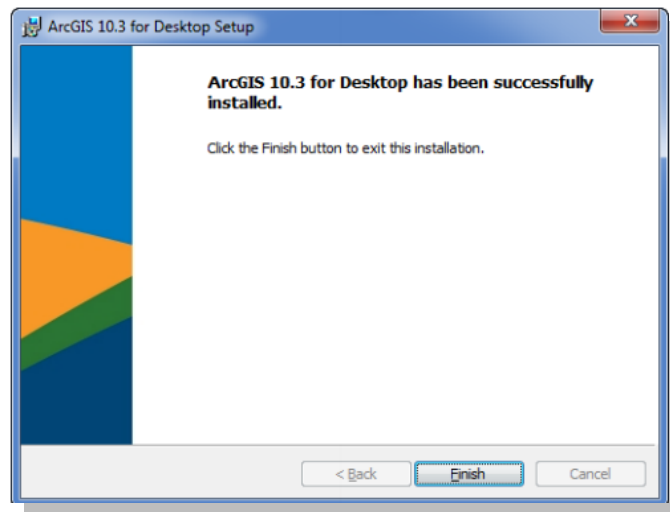 ArcGIS 10.3 for Desktop Setup
ArcGIS 10.3 for Desktop has been successfully
installed.
Click the Finish button to exit this installation.
< Back
Finish
Cancel